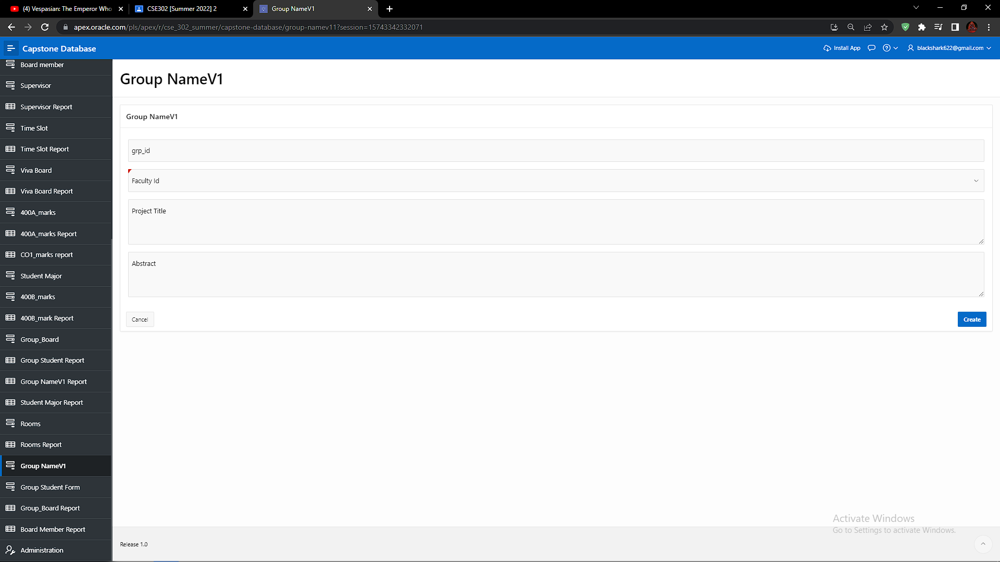 (4) Vespasian: The Emperor Who
CSE302 [Summer 2022] 2
Group NameV1
apex.oracle.com/pls/apex/r/cse_302_summer/capstone-database/group-namev11?session=15743342332071
Capstone Database
Install App
blackshark622@gmail.com
Board member
Supervisor
Supervisor Report
Time Slot
Time Slot Report
Viva Board
Viva Board Report
400A_marks
400A_marks Report
CO1_marks report
Student Major
400B_marks
400B_mark Report
Group_Board
Group Student Report
Group NameV1 Report
Student Major Report
Rooms
Rooms Report
Group NameV1
Group Student Form
Group_Board Report
Board Member Report
Administration
Group NameV1
Group NameV1
grp_id
Faculty Id
Project Title
Abstract
Cancel
Create
Activate Windows
Go to Settings to activate Windows.
Release 1.0